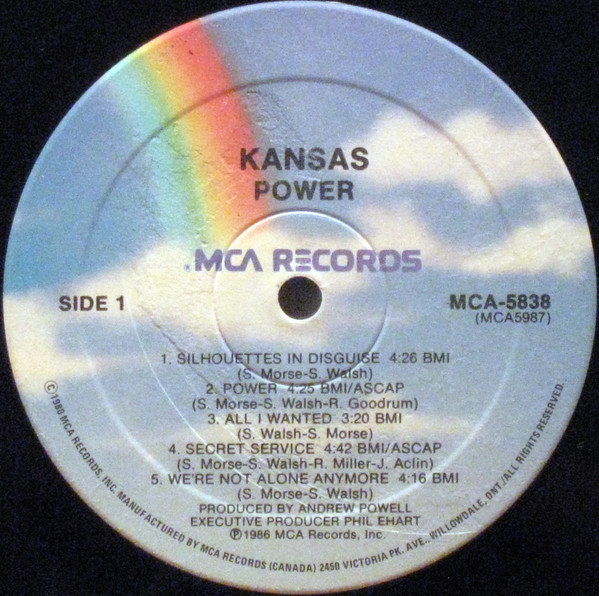 KANSAS
POWER
MCA RECORDS
SIDE 1
MCA-5838
(MCA5987)
1. SILHOUETTES IN DISGUISE 4:26 BMI
(S. Morse-S. Walsh)
2. POWER 4:25 BMI/ASCAP
(S. Morse-S. Walsh-R. Goodrum)
3. ALL I WANTED 3:20 BMI
(S. Walsh-S. Morse)
4. SECRET SERVICE 4:42 BMI/ASCAP
(S. Morse-S. Walsh-R. Miller-J. Aclin)
5. WE'RE NOT ALONE ANYMORE 4:16 BMI
(S. Morse-S. Walsh)
PRODUCED BY ANDREW POWELL
EXECUTIVE PRODUCER PHIL EHART
℗1986 MCA Records, Inc.
©1980 MCA RECORDS, INC. MANUFACTURED BY MCA RECORDS (CANADA) 2450 VICTORIA PK. AVE., WILLOWDALE, ONT./ALL RIGHTS RESERVED.